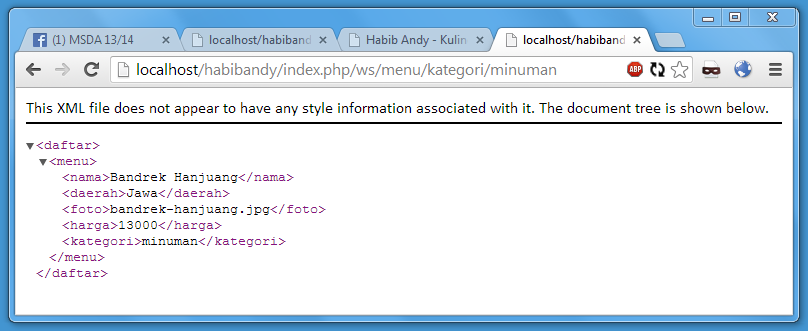 (1) MSDA 13/14
localhost/habiband
Habib Andy - Kulin
localhost/habiband
localhost/habibandy/index.php/ws/menu/kategori/minuman
ABP
This XML file does not appear to have any style information associated with it. The document tree is shown below.
▼<daftar>
▼<menu>
<nama>Bandrek Hanjuang</nama>
<daerah>Jawa</daerah>
<foto>bandrek-hanjuang.jpg</foto>
<harga>13000</harga>
<kategori>minuman</kategori>
</menu>
</daftar>